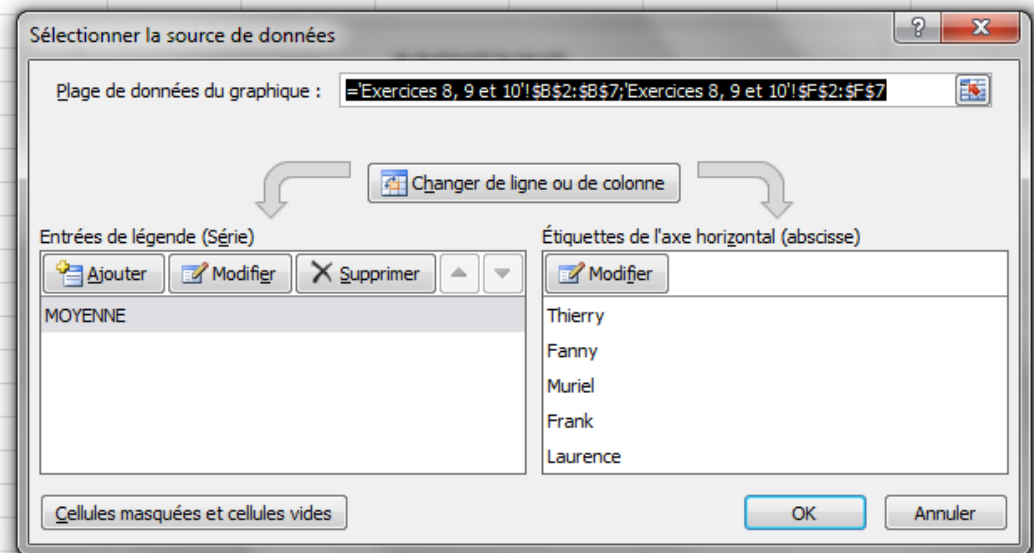 Sélectionner la source de données
Plage de données du graphique : ='Exercices 8, 9 et 10'!$B$2:$B$7;'Exercices 8, 9 et 10'!$F$2:$F$7
Changer de ligne ou de colonne
Entrées de légende (Série)
Ajouter Modifier Supprimer
MOYENNE
Étiquettes de l'axe horizontal (abscisse)
Modifier
Thierry
Fanny
Muriel
Frank
Laurence
Cellules masquées et cellules vides
OK Annuler